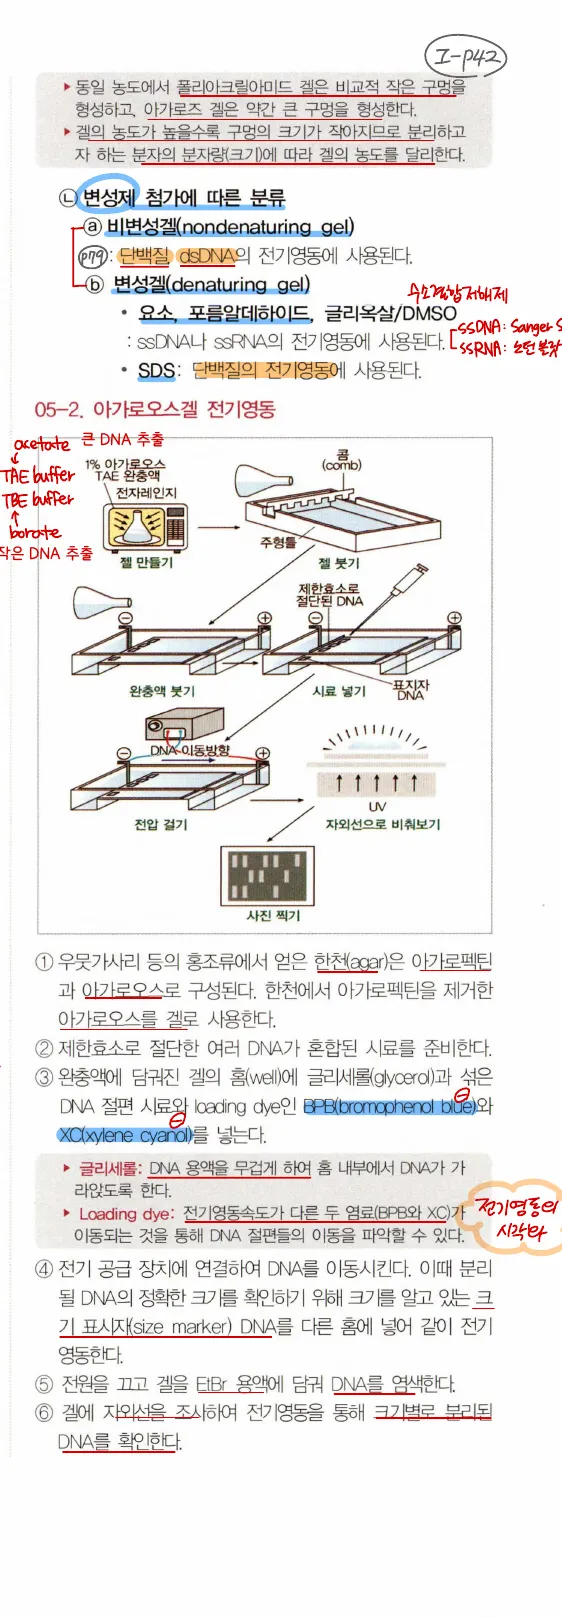 I-p42
▸ 동일 농도에서 폴리아크릴아미드 겔은 비교적 작은 구멍을
형성하고, 아가로즈 겔은 약간 큰 구멍을 형성한다.
▸ 겔의 농도가 높을수록 구멍의 크기가 작아지므로 분리하고
자 하는 분자의 분자량(크기)에 따라 겔의 농도를 달리한다.
㉡ 변성제 첨가에 따른 분류
ⓐ 비변성겔(nondenaturing gel)
p79 : 단백질 dsDNA의 전기영동에 사용된다.
ⓑ 변성겔(denaturing gel)
수소결합저해제
• 요소, 포름알데하이드, 글리옥살/DMSO
ssDNA: Sanger S
: ssDNA나 ssRNA의 전기영동에 사용된다.
ssRNA: 노던블랏
• SDS: 단백질의 전기영동에 사용된다.
05-2. 아가로오스겔 전기영동
acetate 큰 DNA 추출
TAE buffer
TBE buffer
borate
작은 DNA 추출
1% 아가로오스
TAE 완충액
전자레인지
젤 만들기
콤
(comb)
주형틀
젤 붓기
제한효소로
절단된 DNA
⊖ ⊕ ⊖ ⊕
완충액 붓기
시료 넣기
표지자
DNA
⊖ DNA 이동방향 ⊕
전압 걸기
UV
자외선으로 비춰보기
사진 찍기
① 우뭇가사리 등의 홍조류에서 얻은 한천(agar)은 아가로펙틴
과 아가로오스로 구성된다. 한천에서 아가로펙틴을 제거한
아가로오스를 겔로 사용한다.
② 제한효소로 절단한 여러 DNA가 혼합된 시료를 준비한다.
③ 완충액에 담궈진 겔의 홈(well)에 글리세롤(glycerol)과 섞은
DNA 절편 시료와 loading dye인 BPB(bromophenol blue)와
XC(xylene cyanol)를 넣는다.
▸ 글리세롤: DNA 용액을 무겁게 하여 홈 내부에서 DNA가 가
라앉도록 한다.
▸ Loading dye: 전기영동속도가 다른 두 염료(BPB와 XC)가
이동되는 것을 통해 DNA 절편들의 이동을 파악할 수 있다.
전기영동의
시각화
④ 전기 공급 장치에 연결하여 DNA를 이동시킨다. 이때 분리
될 DNA의 정확한 크기를 확인하기 위해 크기를 알고 있는 크
기 표시자(size marker) DNA를 다른 홈에 넣어 같이 전기
영동한다.
⑤ 전원을 끄고 겔을 EtBr 용액에 담궈 DNA를 염색한다.
⑥ 겔에 자외선을 조사하여 전기영동을 통해 크기별로 분리된
DNA를 확인한다.